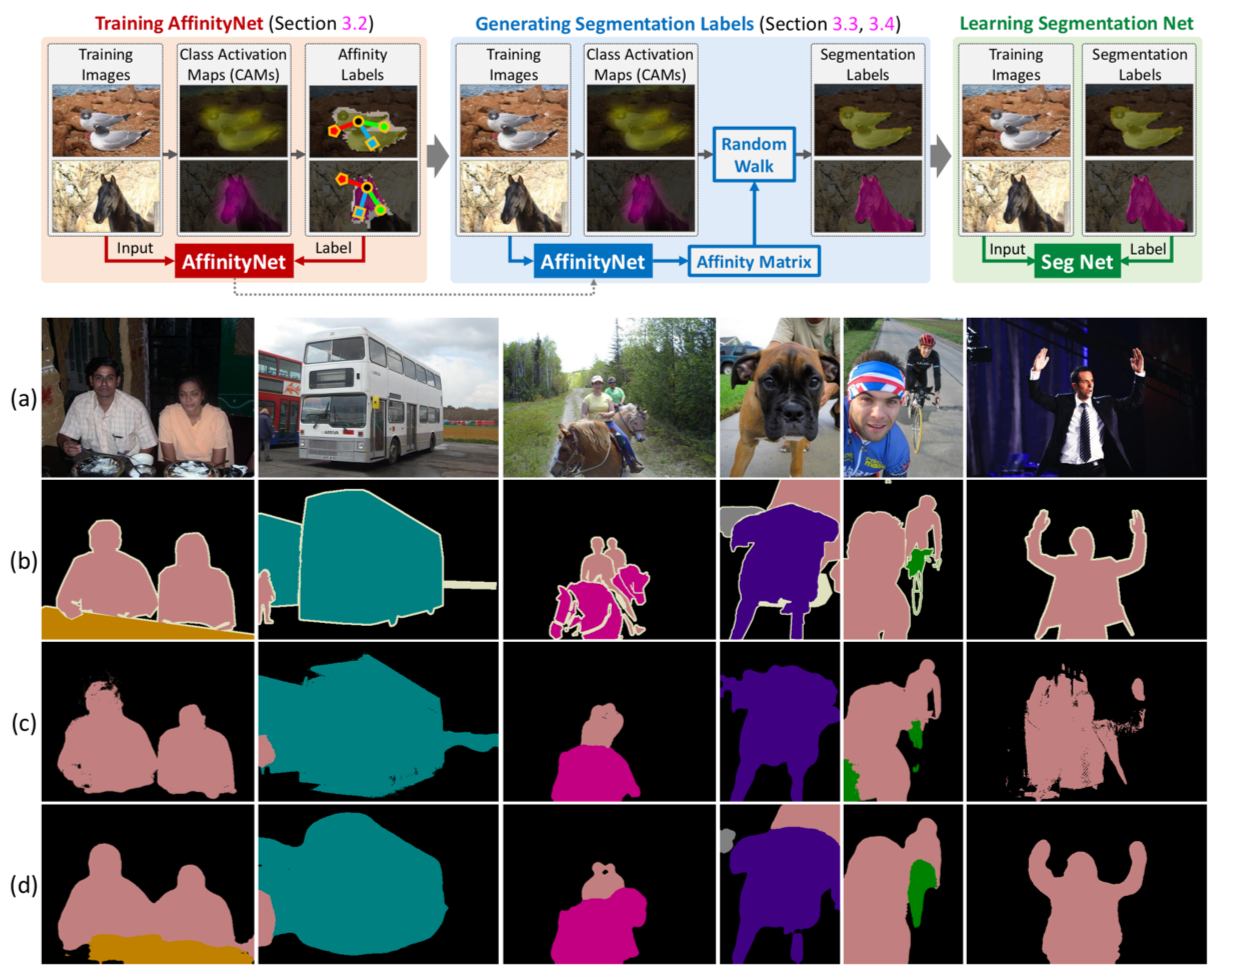 Training AffinityNet (Section 3.2)
Generating Segmentation Labels (Section 3.3, 3.4)
Learning Segmentation Net
Training
Images
Class Activation
Maps (CAMs)
Affinity
Labels
Training
Images
Class Activation
Maps (CAMs)
Segmentation
Labels
Training
Images
Segmentation
Labels
Random
Walk
Input
AffinityNet
Label
AffinityNet
Affinity Matrix
Input
Seg Net
Label
(a)
(b)
(c)
(d)